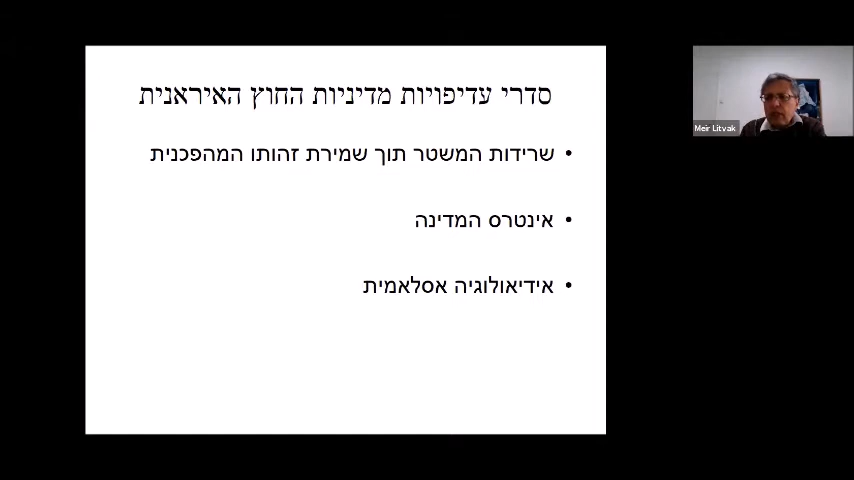 סדרי עדיפויות מדיניות החוץ האיראנית
• שרידות המשטר תוך שמירת זהותו המהפכנית
• אינטרס המדינה
• אידיאולוגיה אסלאמית
Meir Litvak